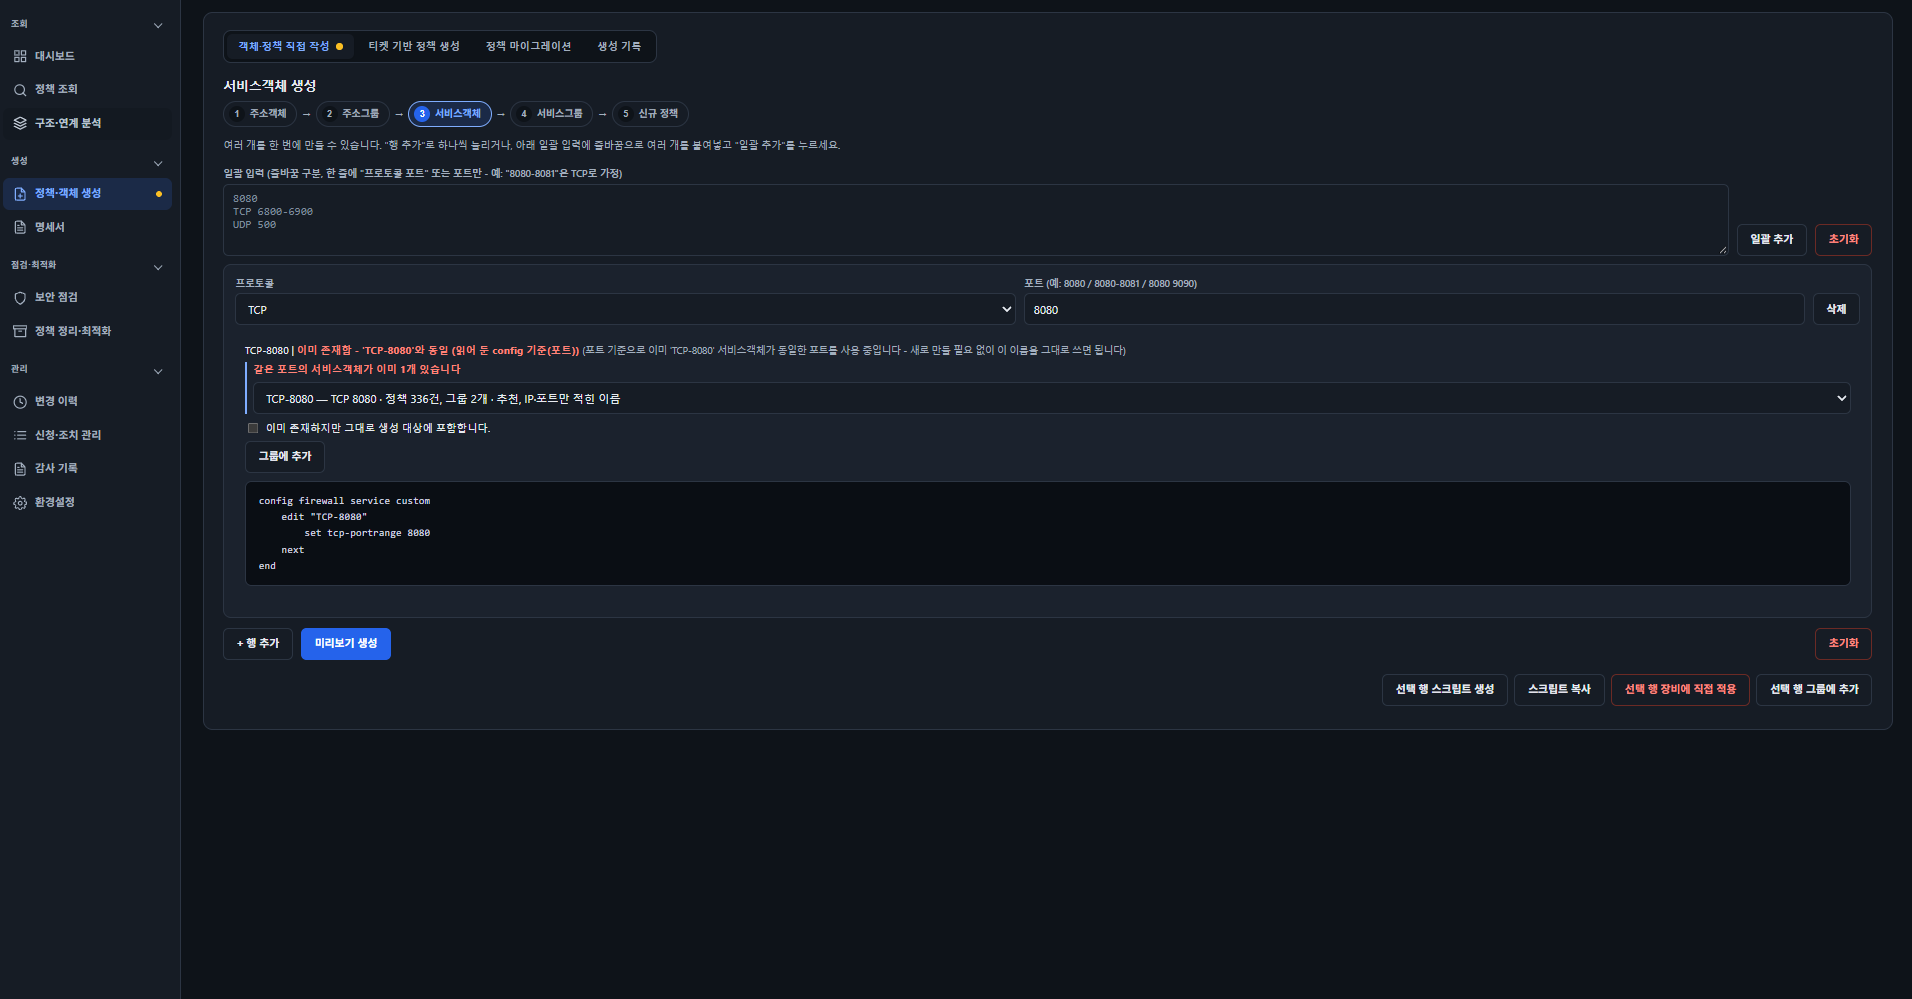 조회
대시보드
정책 조회
구조·연계 분석
생성
정책·객체 생성
명세서
점검·최적화
보안 점검
정책 정리·최적화
관리
변경 이력
신청·조치 관리
감사 기록
환경설정
객체·정책 직접 작성
티켓 기반 정책 생성
정책 마이그레이션
생성 기록
서비스객체 생성
1 주소객체 → 2 주소그룹 → 3 서비스객체 → 4 서비스그룹 → 5 신규 정책
여러 개를 한 번에 만들 수 있습니다. "행 추가"로 하나씩 늘리거나, 아래 일괄 입력에 줄바꿈으로 여러 개를 붙여넣고 "일괄 추가"를 누르세요.
일괄 입력 (줄바꿈 구분, 한 줄에 "프로토콜 포트" 또는 포트만 - 예: "8080-8081"은 TCP로 가정)
8080
TCP 6800-6900
UDP 500
일괄 추가
초기화
프로토콜
포트 (예: 8080 / 8080-8081 / 8080 9090)
TCP
8080
삭제
TCP-8080 | 이미 존재함 - 'TCP-8080'와 동일 (읽어 둔 config 기준(포트)) (포트 기준으로 이미 'TCP-8080' 서비스객체가 동일한 포트를 사용 중입니다 - 새로 만들 필요 없이 이 이름을 그대로 쓰면 됩니다)
같은 포트의 서비스객체가 이미 1개 있습니다
TCP-8080 — TCP 8080 · 정책 336건, 그룹 2개 · 추천, IP·포트만 적힌 이름
이미 존재하지만 그대로 생성 대상에 포함합니다.
그룹에 추가
config firewall service custom
edit "TCP-8080"
set tcp-portrange 8080
next
end
+ 행 추가
미리보기 생성
초기화
선택 행 스크립트 생성
스크립트 복사
선택 행 장비에 직접 적용
선택 행 그룹에 추가